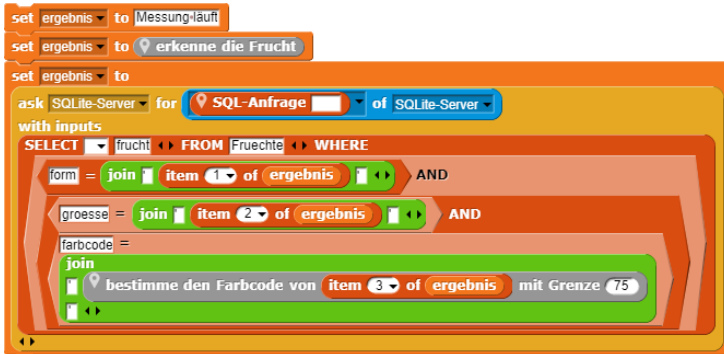 set ergebnis to Messung läuft
set ergebnis to erkenne die Frucht
set ergebnis to
ask SQLite-Server for SQL-Anfrage of SQLite-Server
with inputs
SELECT frucht FROM Fruechte WHERE
form = join ' item 1 of ergebnis ' AND
groesse = join ' item 2 of ergebnis ' AND
farbcode =
join
' bestimme den Farbcode von item 3 of ergebnis mit Grenze 75
'